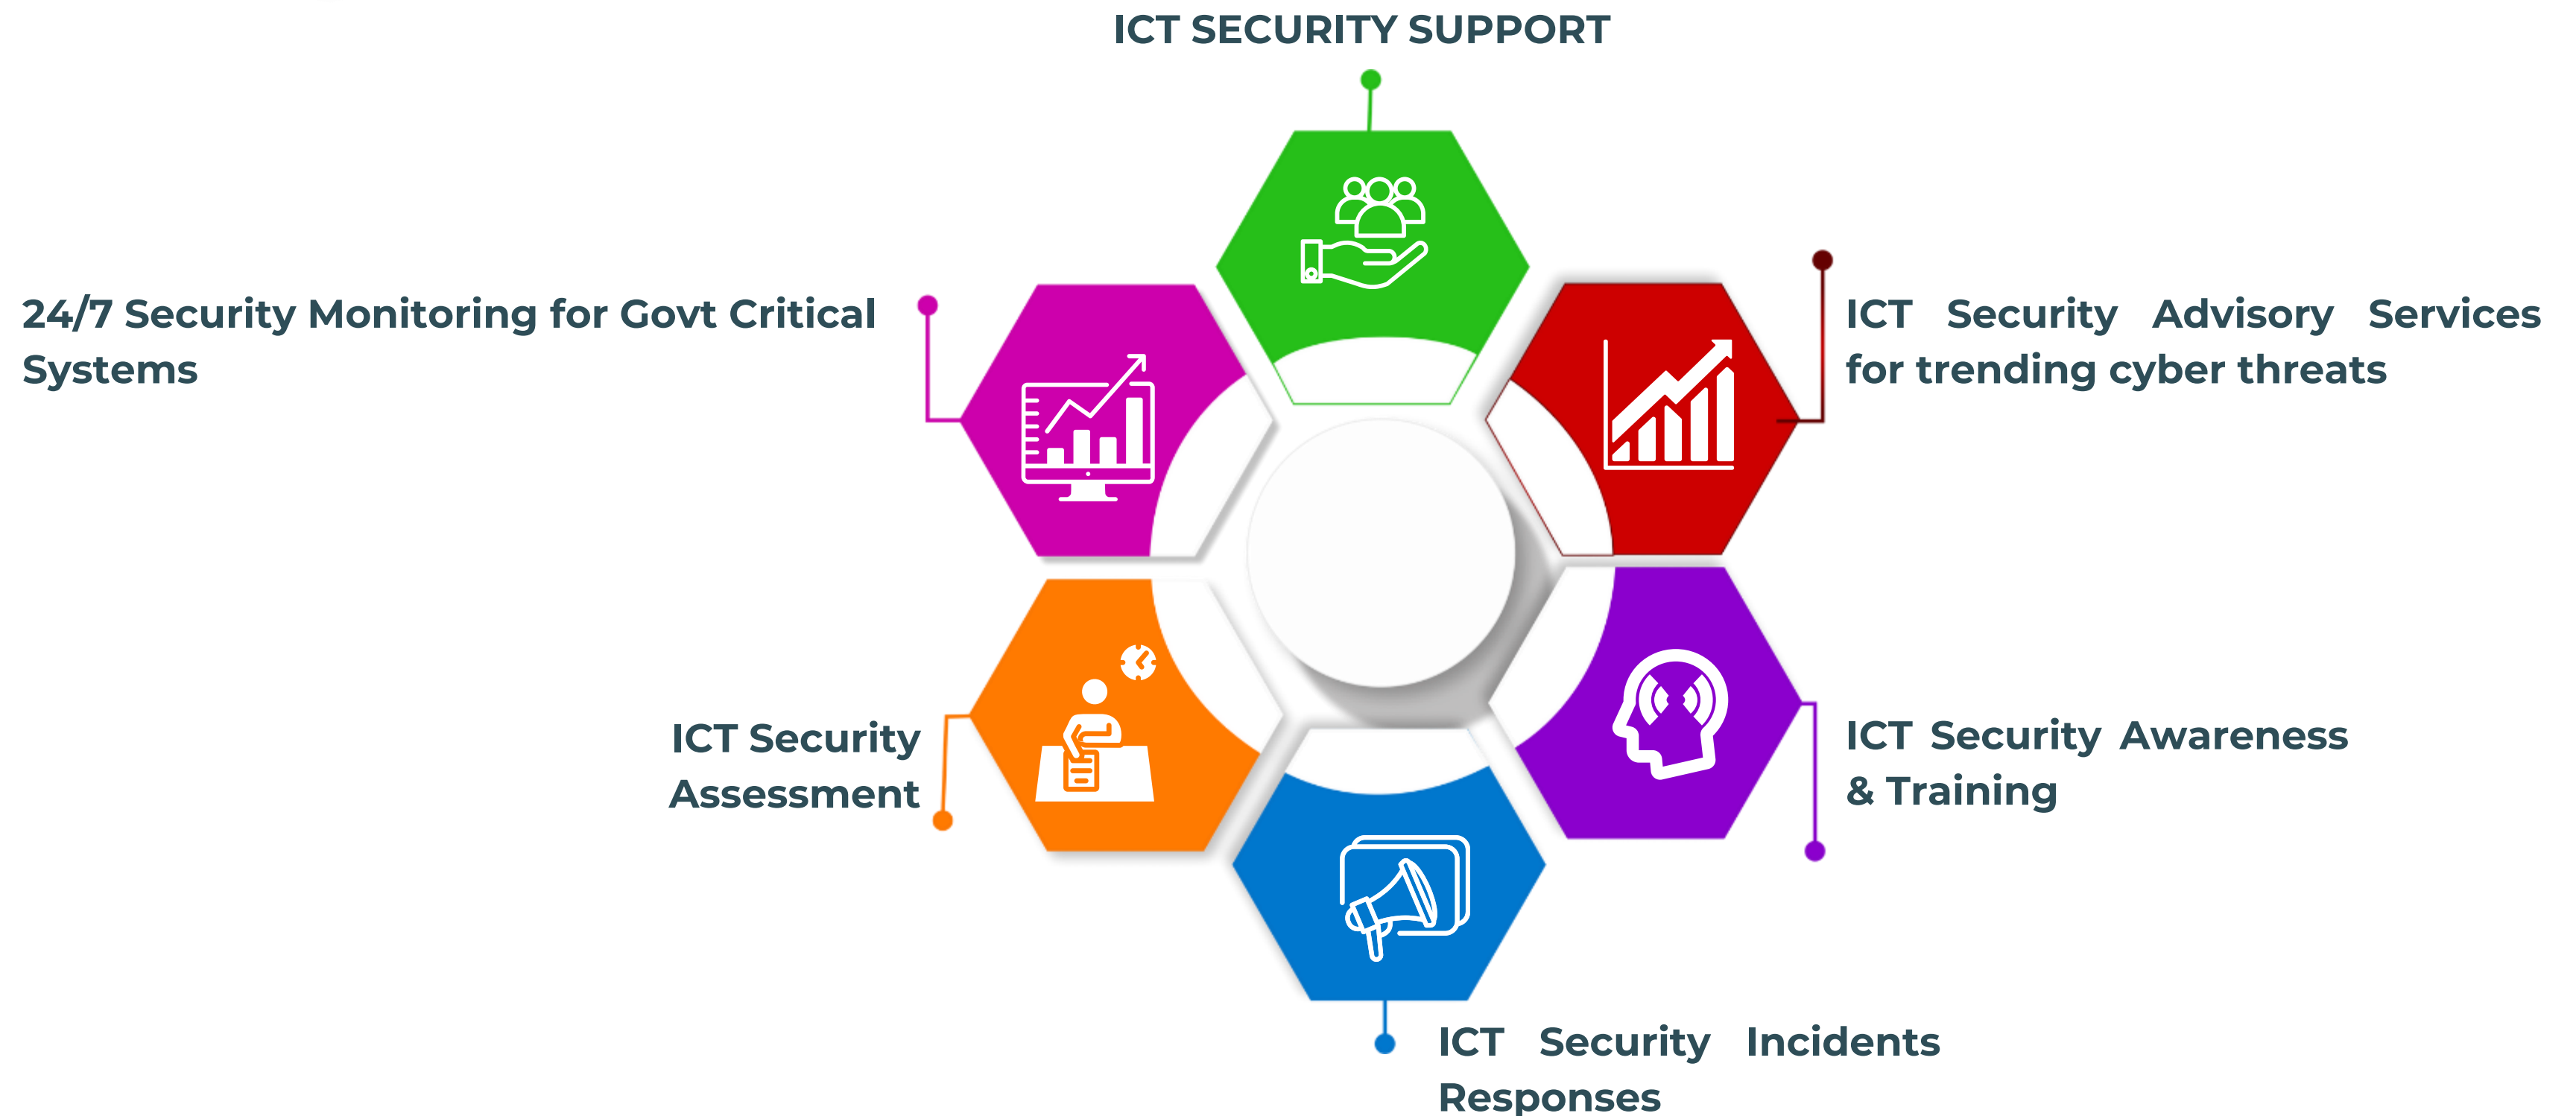 ICT SECURITY SUPPORT
24/7 Security Monitoring for Govt Critical
Systems
ICT Security Advisory Services
for trending cyber threats
ICT Security
Assessment
ICT Security Awareness
& Training
ICT Security Incidents
Responses